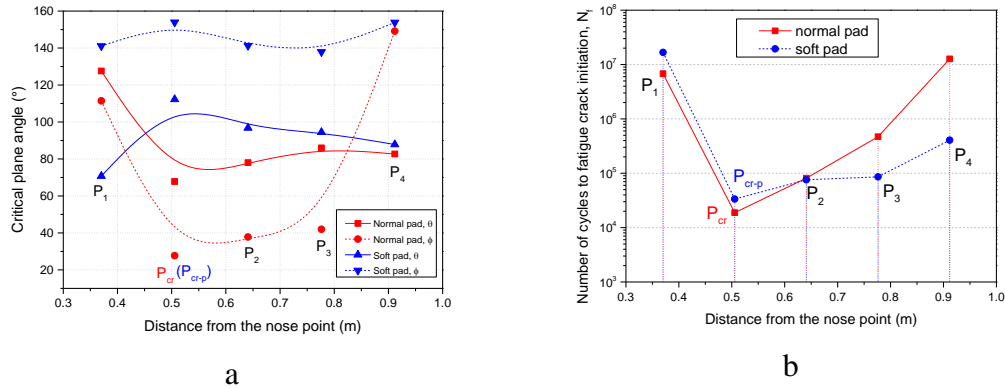 160
140
120
100
80
60
40
20
Critical plane angle (°)
P1
Pcr (Pcr-p)
P2
P3
P4
Normal pad, θ
Normal pad, ϕ
Soft pad, θ
Soft pad, ϕ
0.3 0.4 0.5 0.6 0.7 0.8 0.9 1.0
Distance from the nose point (m)
a
10^8
10^7
10^6
10^5
10^4
10^3
Number of cycles to fatigue crack initiation, Nf
normal pad
soft pad
P1
Pcr-p
Pcr
P2
P3
P4
0.3 0.4 0.5 0.6 0.7 0.8 0.9 1.0
Distance from the nose point (m)
b